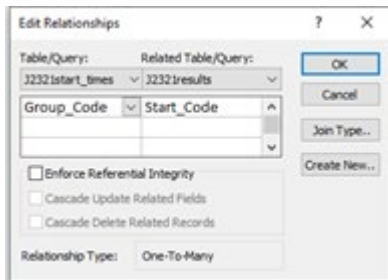 Edit Relationships ? ×
Table/Query: Related Table/Query:
J2321start_times J2321results
Group_Code Start_Code
OK
Cancel
Join Type..
Create New..
Enforce Referential Integrity
Cascade Update Related Fields
Cascade Delete Related Records
Relationship Type: One-To-Many